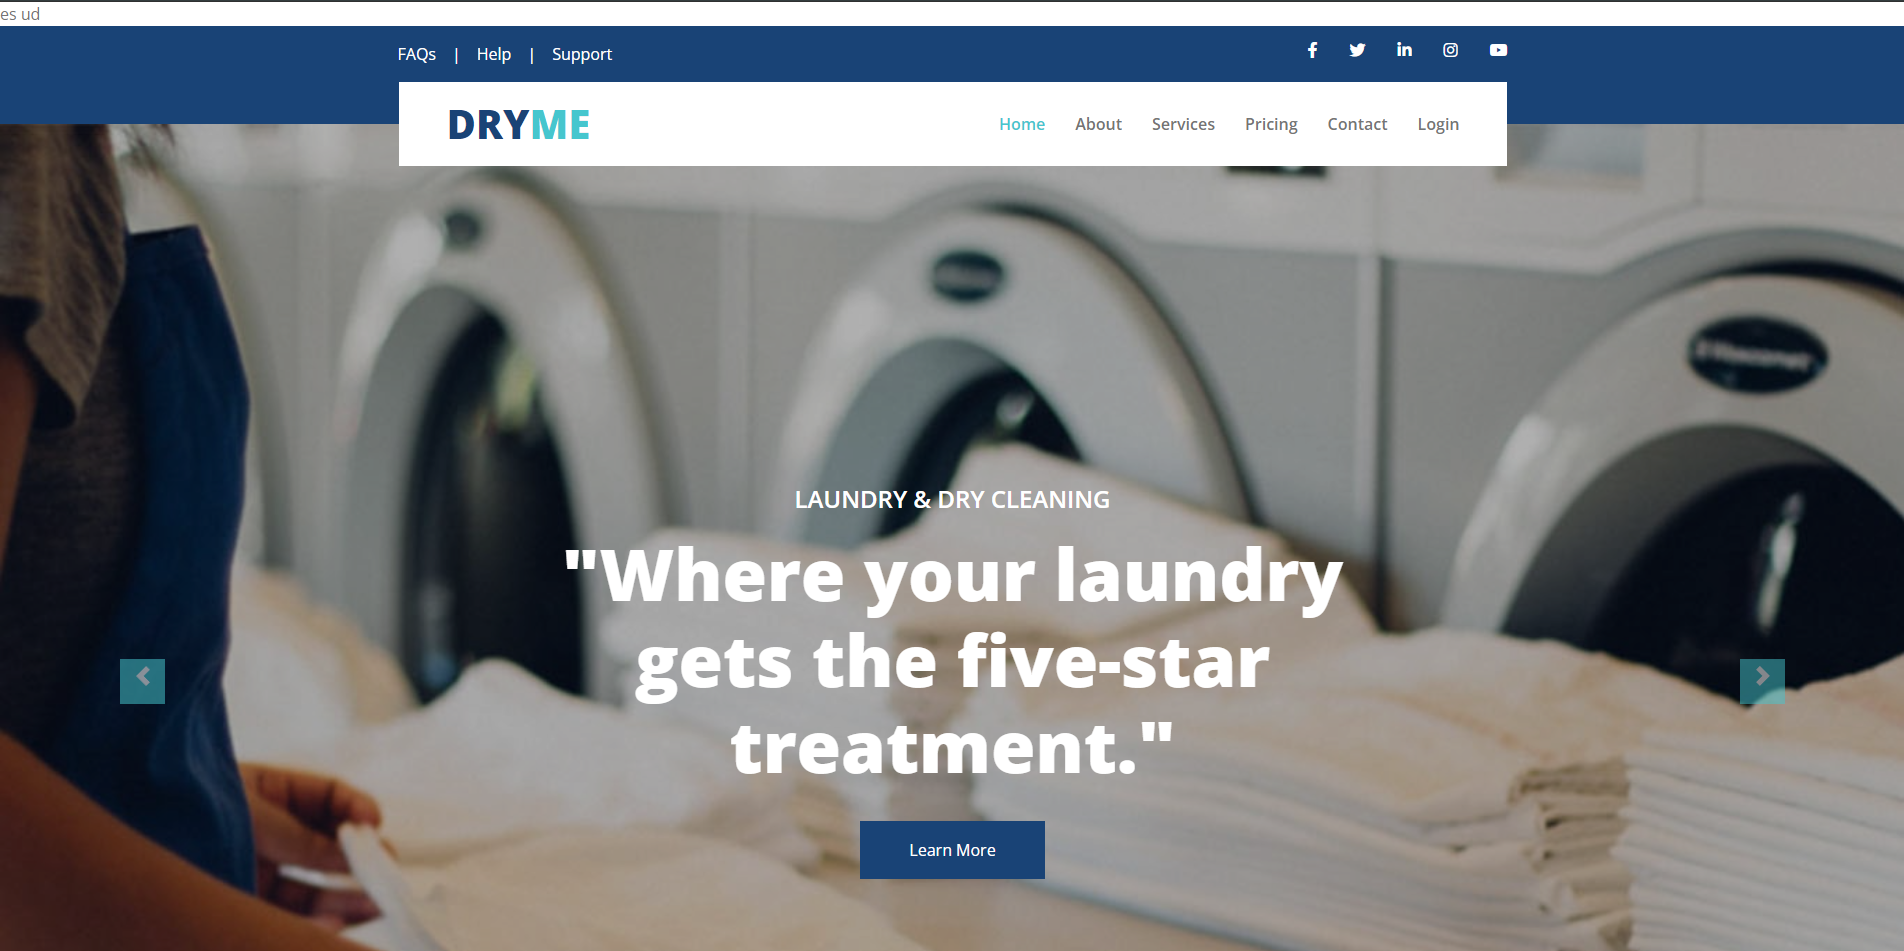 es ud
FAQs | Help | Support
DRYME
Home About Services Pricing Contact Login
LAUNDRY & DRY CLEANING
"Where your laundry
gets the five-star
treatment."
Learn More